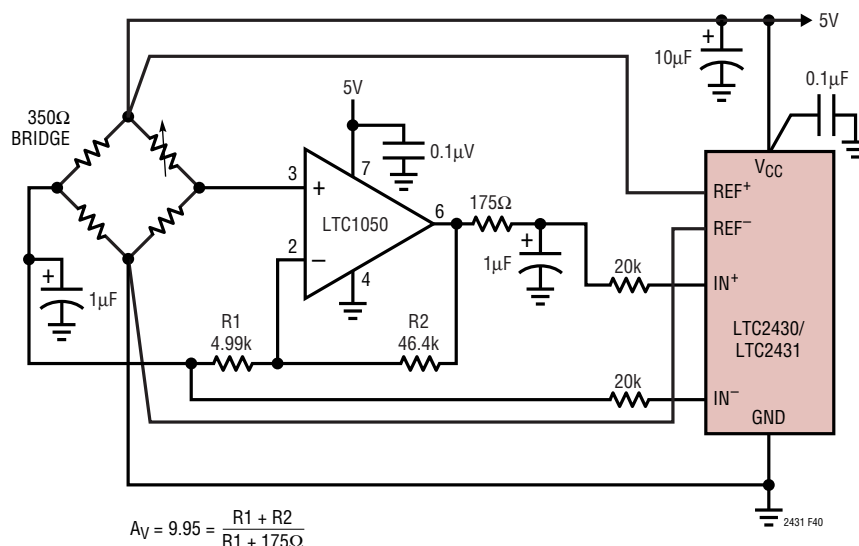 5V
10µF
0.1µF
350Ω
BRIDGE
5V
7
0.1µV
3
+
LTC1050
6
175Ω
2
–
4
+
1µF
+
1µF
20k
R1
4.99k
R2
46.4k
20k
+
VCC
REF+
REF–
IN+
LTC2430/
LTC2431
IN–
GND
2431 F40
AV = 9.95 = R1 + R2
R1 + 175Ω